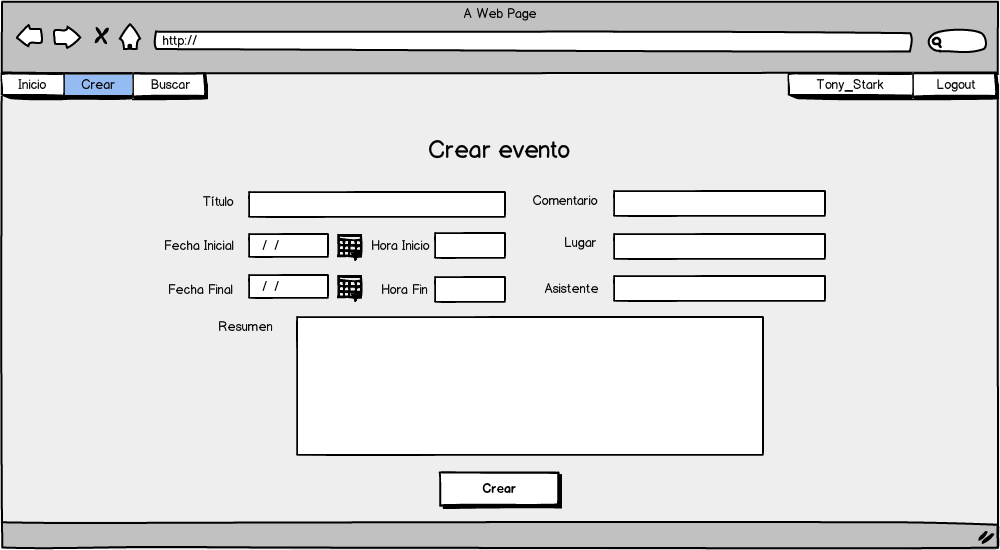 A Web Page
http://
Inicio Crear Buscar Tony_Stark Logout
Crear evento
Título Comentario
Fecha Inicial / / Hora Inicio Lugar
Fecha Final / / Hora Fin Asistente
Resumen
Crear